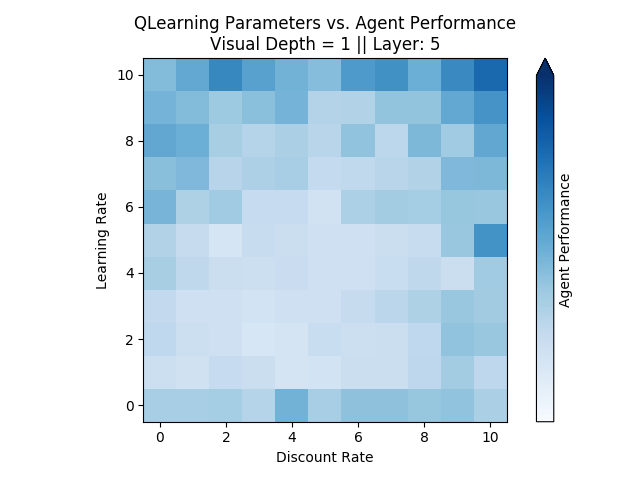 QLearning Parameters vs. Agent Performance
Visual Depth = 1 || Layer: 5
Learning Rate
10
8
6
4
2
0
0 2 4 6 8 10
Discount Rate
Agent Performance